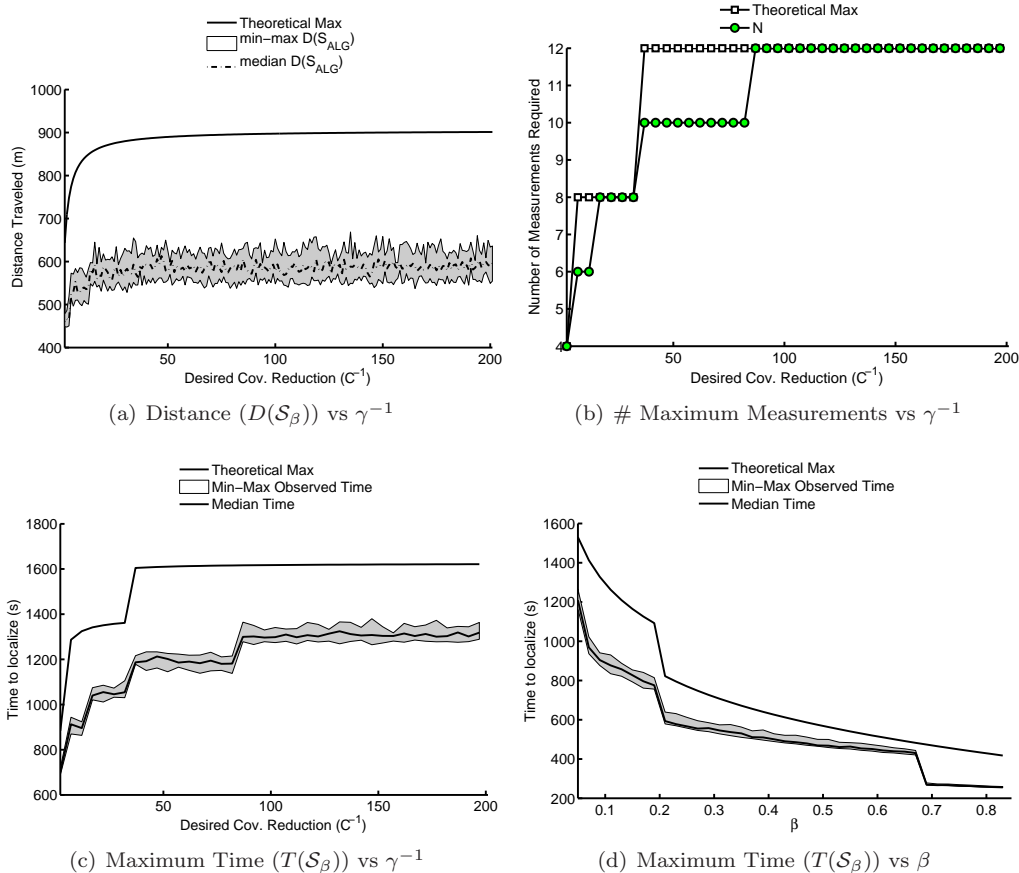 Theoretical Max
min-max D(S_ALG)
median D(S_ALG)
1000
900
800
700
600
500
400
Distance Traveled (m)
50
100
150
200
Desired Cov. Reduction (C^-1)
(a) Distance (D(S_β)) vs γ^-1
Theoretical Max
N
12
10
9
8
6
5
4
Number of Measurements Required
50
100
150
200
Desired Cov. Reduction (C^-1)
(b) # Maximum Measurements vs γ^-1
Theoretical Max
Min-Max Observed Time
Median Time
1800
1600
1400
1200
1000
800
600
Time to localize (s)
50
100
150
200
Desired Cov. Reduction (C^-1)
(c) Maximum Time (T(S_β)) vs γ^-1
Theoretical Max
Min-Max Observed Time
Median Time
1600
1400
1200
1000
800
600
400
200
Time to localize (s)
0.1
0.2
0.3
0.4
0.5
0.6
0.7
0.8
β
(d) Maximum Time (T(S_β)) vs β